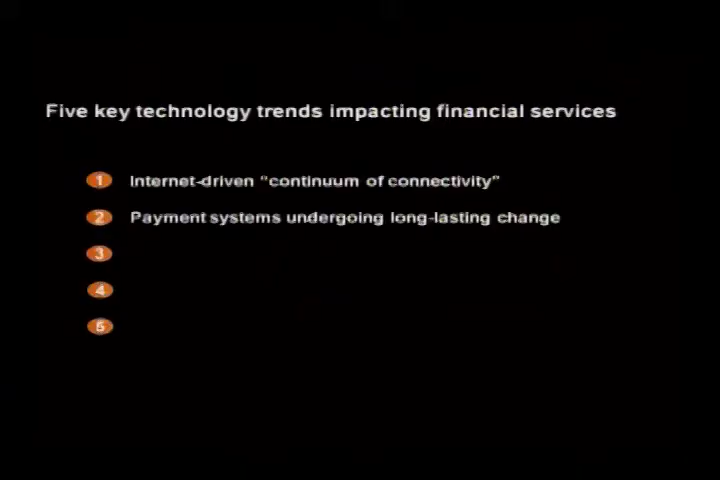 Five key technology trends impacting financial services
1 Internet-driven “continuum of connectivity”
2 Payment systems undergoing long-lasting change
3
4
5